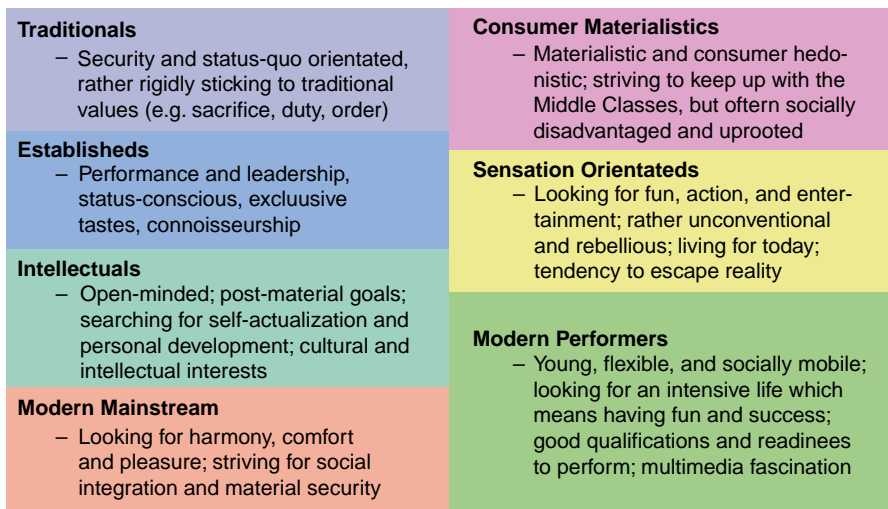 Traditionals
– Security and status-quo orientated,
rather rigidly sticking to traditional
values (e.g. sacrifice, duty, order)
Establisheds
– Performance and leadership,
status-conscious, excluusive
tastes, connoisseurship
Intellectuals
– Open-minded; post-material goals;
searching for self-actualization and
personal development; cultural and
intellectual interests
Modern Mainstream
– Looking for harmony, comfort
and pleasure; striving for social
integration and material security
Consumer Materialistics
– Materialistic and consumer hedo-
nistic; striving to keep up with the
Middle Classes, but oftern socially
disadvantaged and uprooted
Sensation Orientateds
– Looking for fun, action, and enter-
tainment; rather unconventional
and rebellious; living for today;
tendency to escape reality
Modern Performers
– Young, flexible, and socially mobile;
looking for an intensive life which
means having fun and success;
good qualifications and readinees
to perform; multimedia fascination